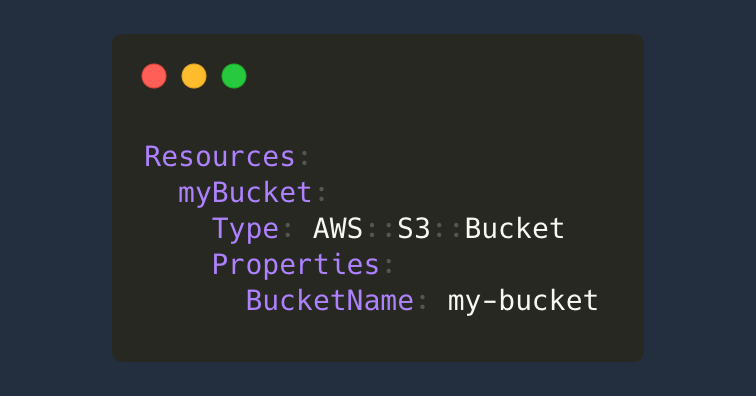 Resources:
  myBucket:
    Type: AWS::S3::Bucket
    Properties:
      BucketName: my-bucket